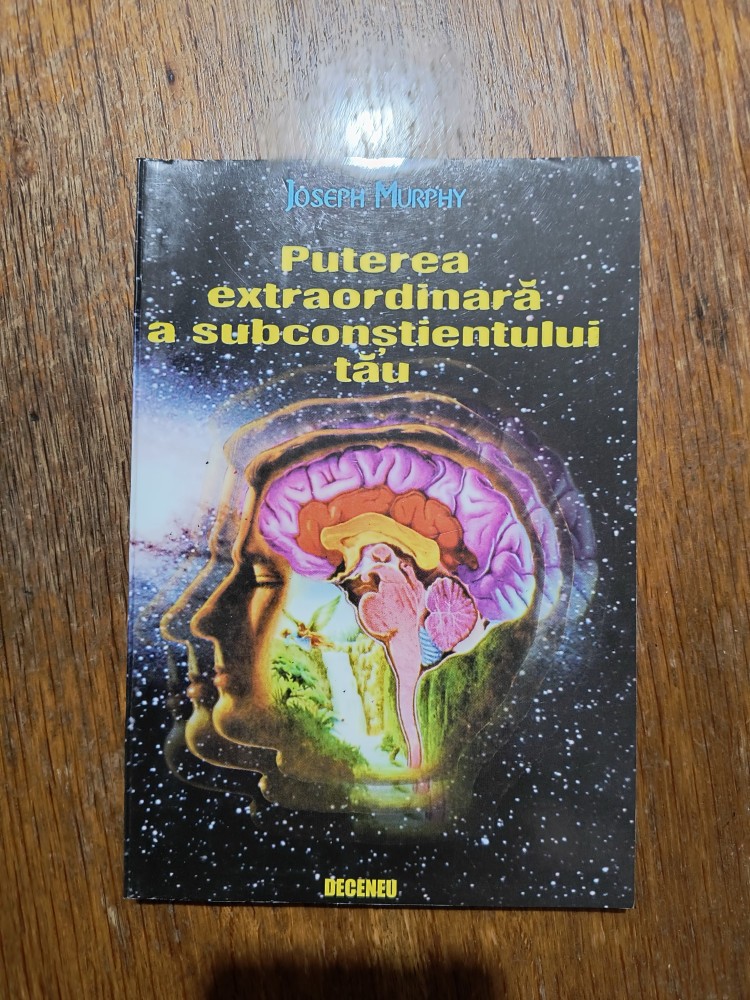 Joseph Murphy
Puterea
extraordinară
a subconștientului
tău
DECENEU